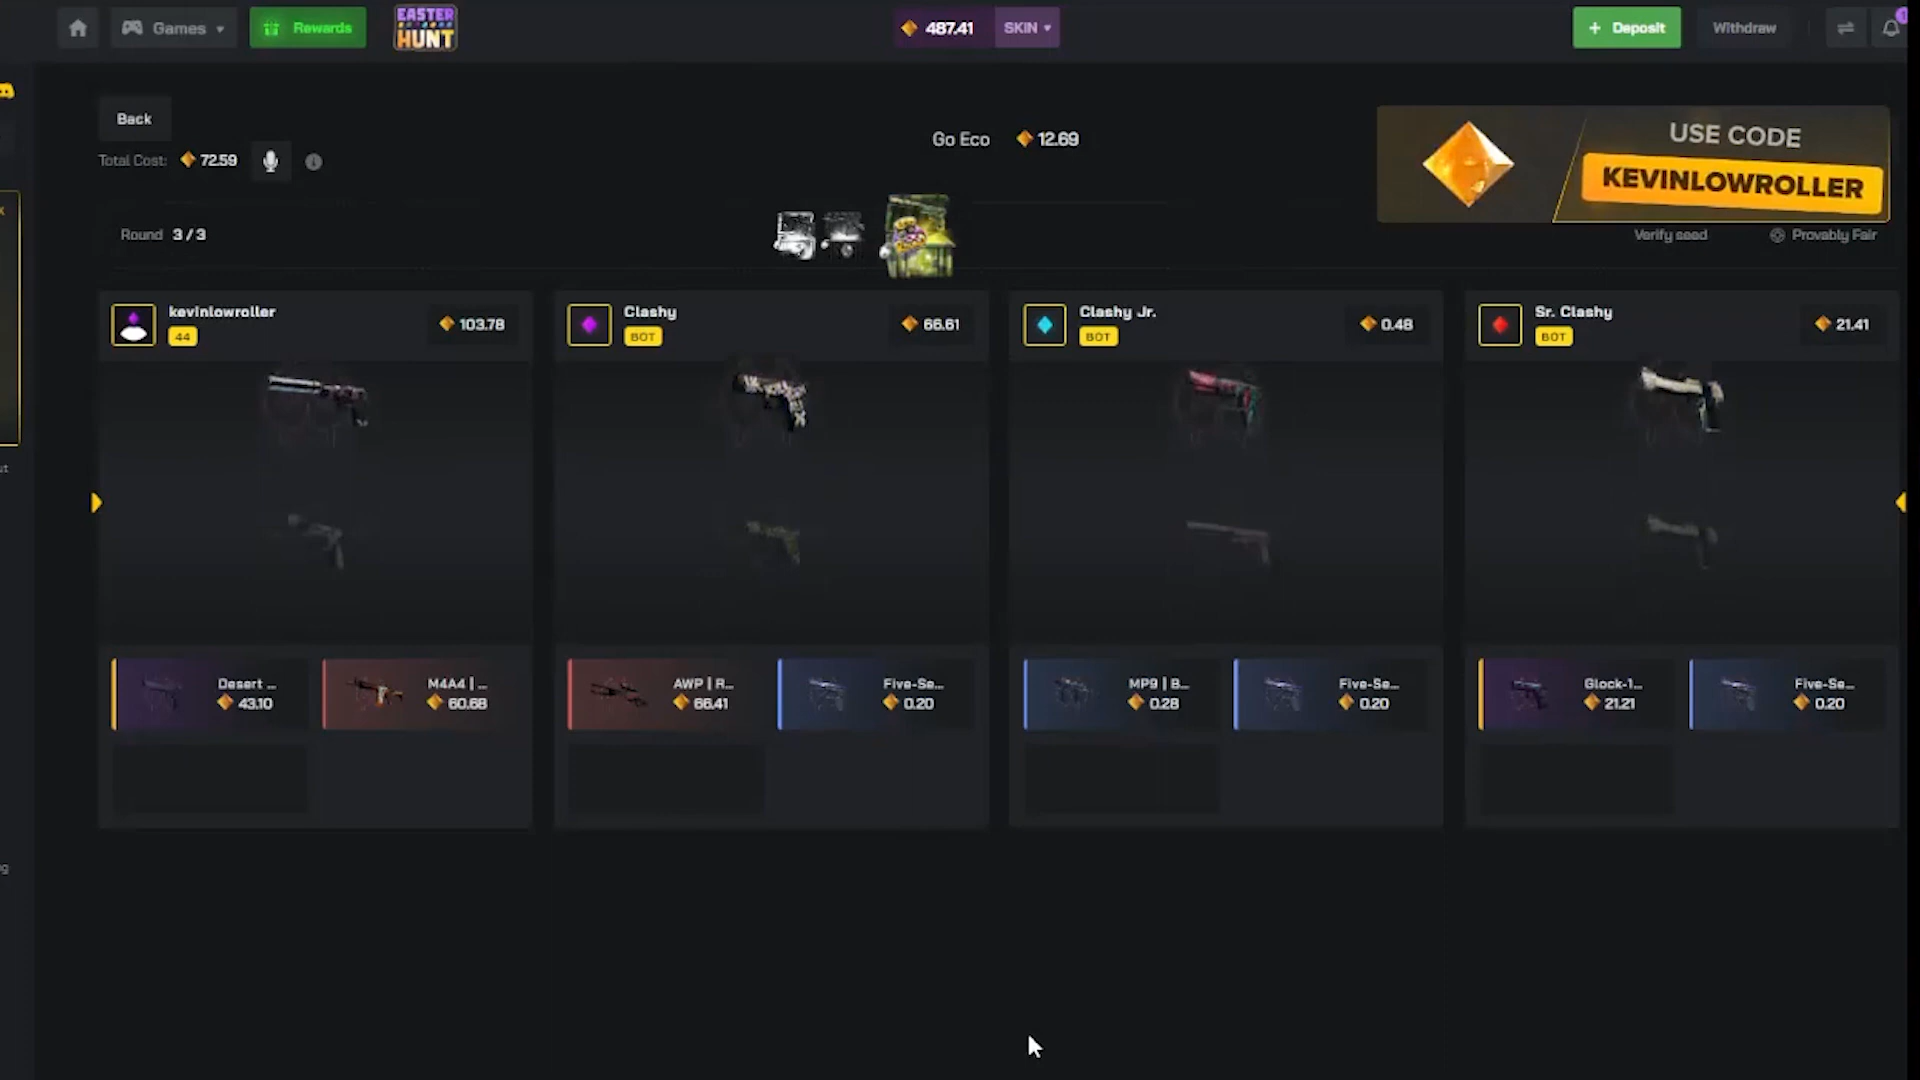 Games
Rewards
EASTER
HUNT
487.41
SKIN
+ Deposit
Withdraw
Back
Total Cost: 72.59
Go Eco 12.69
USE CODE
KEVINLOWROLLER
Round 3 / 3
Verify seed
Provably Fair
kevinlowroller
44
103.78
Clashy
BOT
66.61
Clashy Jr.
BOT
0.48
Sr. Clashy
BOT
21.41
Desert ...
43.10
M4A4 | ...
60.68
AWP | R...
66.41
Five-Se...
0.20
MP9 | B...
0.28
Five-Se...
0.20
Glock-1...
21.21
Five-Se...
0.20